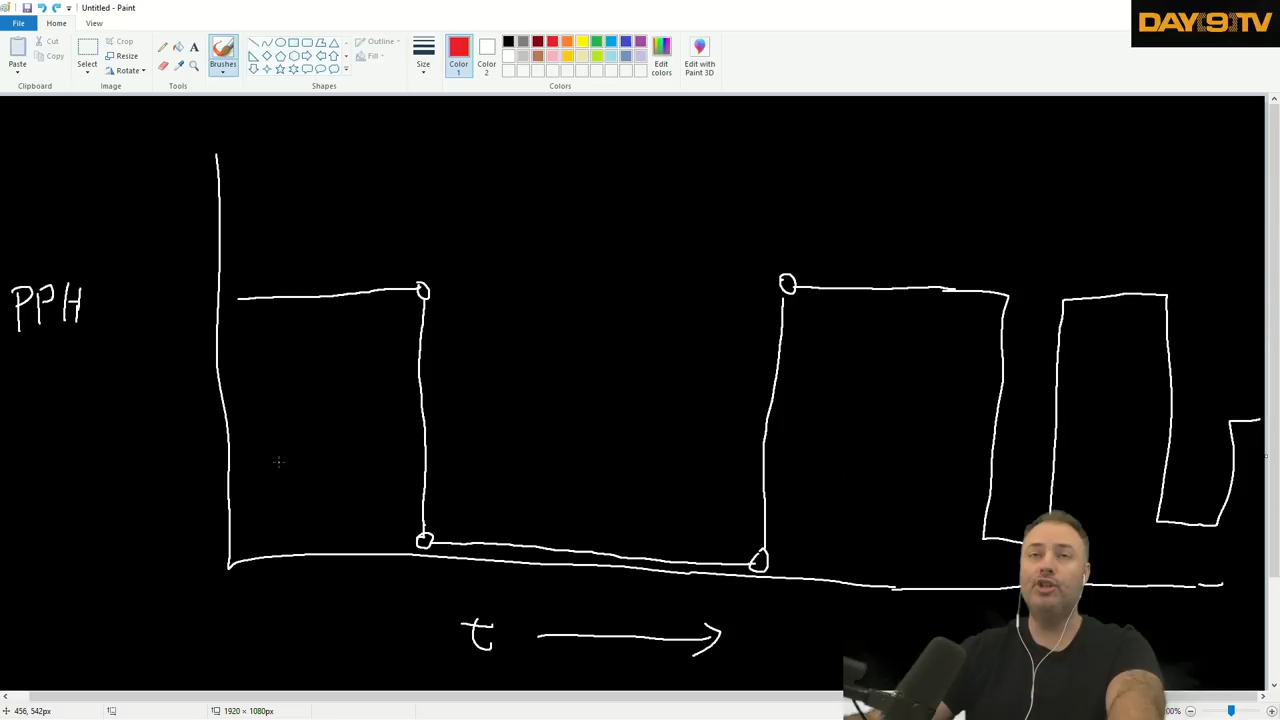 Untitled - Paint
DAY9TV
File Home View
Paste
Cut
Copy
Clipboard
Select
Crop
Resize
Rotate
Image
Tools
Brushes
Shapes
Outline
Fill
Size
Color 1
Color 2
Edit colors
Edit with Paint 3D
Colors
PPH
t
456, 542px
1920 × 1080px
00%